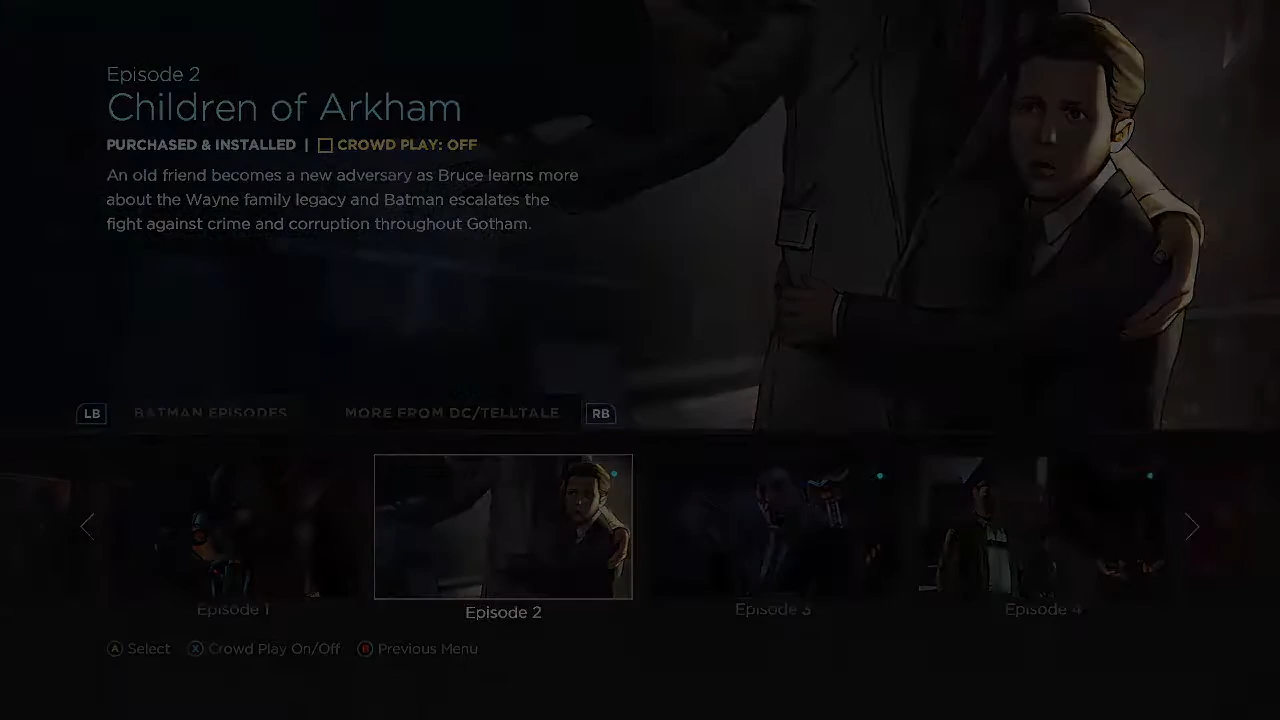 Episode 2
Children of Arkham
PURCHASED & INSTALLED | CROWD PLAY: OFF
An old friend becomes a new adversary as Bruce learns more
about the Wayne family legacy and Batman escalates the
fight against crime and corruption throughout Gotham.
LB BATMAN EPISODES MORE FROM DC/TELLTALE RB
Episode 1 Episode 2 Episode 3 Episode 4
A Select X Crowd Play On/Off B Previous Menu